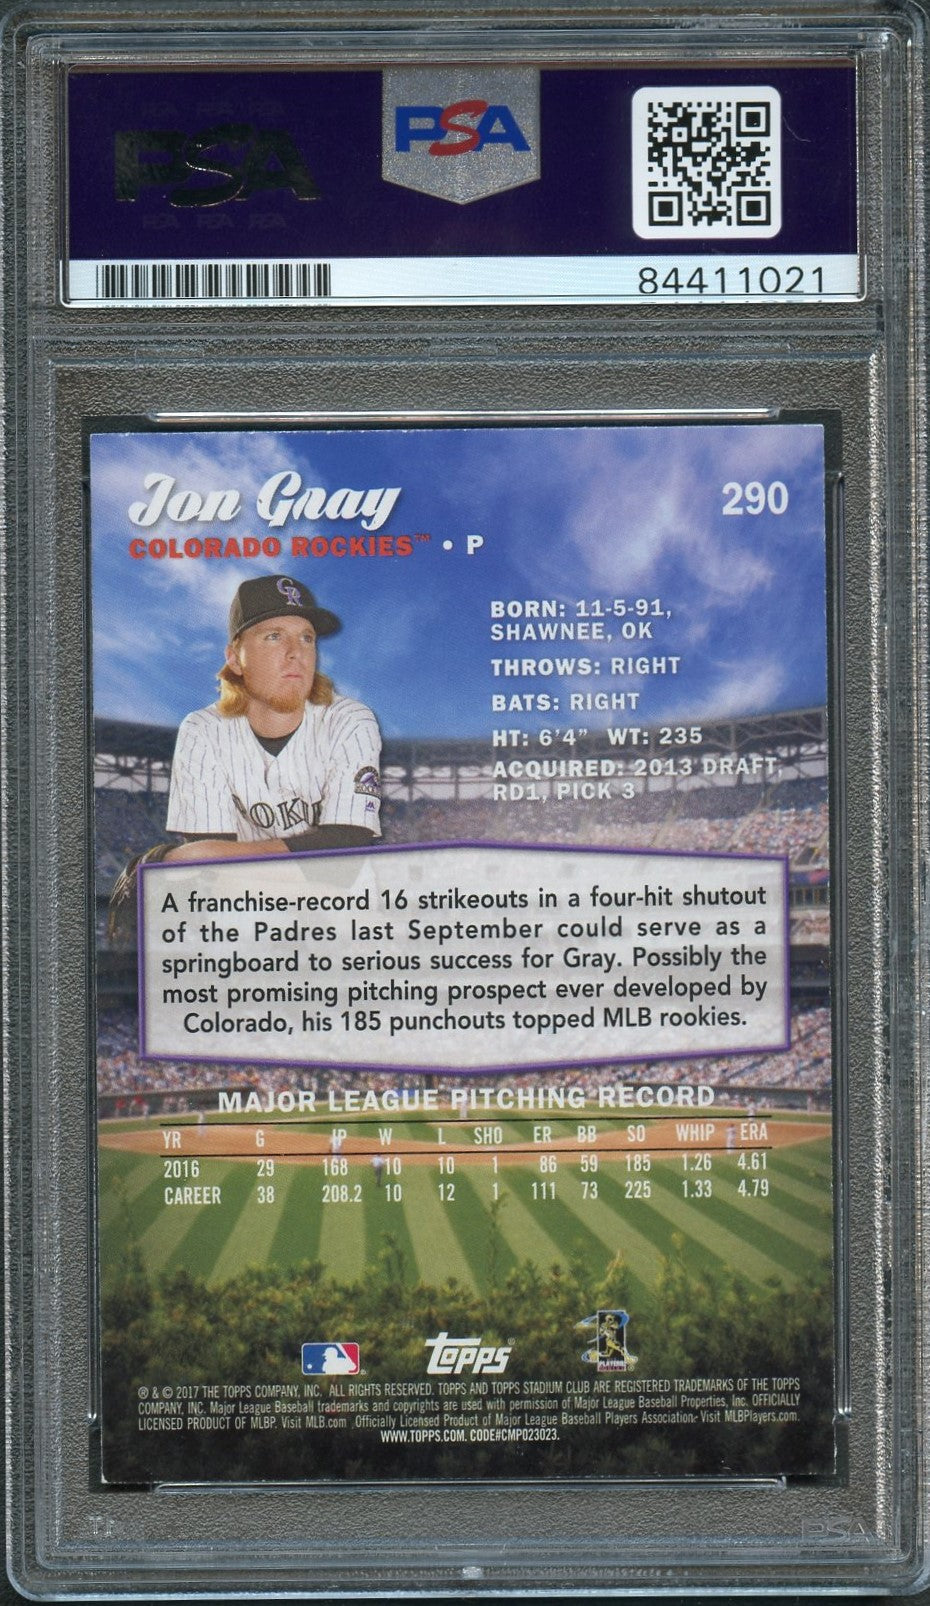 PSA
PSA
84411021
Jon Gray
290
COLORADO ROCKIES™ • P
BORN: 11-5-91,
SHAWNEE, OK
THROWS: RIGHT
BATS: RIGHT
HT: 6'4" WT: 235
ACQUIRED: 2013 DRAFT,
RD1, PICK 3
A franchise-record 16 strikeouts in a four-hit shutout
of the Padres last September could serve as a
springboard to serious success for Gray. Possibly the
most promising pitching prospect ever developed by
Colorado, his 185 punchouts topped MLB rookies.
MAJOR LEAGUE PITCHING RECORD
YR G IP W L SHO ER BB SO WHIP ERA
2016 29 168 10 10 1 86 59 185 1.26 4.61
CAREER 38 208.2 10 12 1 111 73 225 1.33 4.79
Topps®
® & © 2017 THE TOPPS COMPANY, INC. ALL RIGHTS RESERVED. TOPPS AND TOPPS STADIUM CLUB ARE REGISTERED TRADEMARKS OF THE TOPPS
COMPANY, INC. Major League Baseball trademarks and copyrights are used with permission of Major League Baseball Properties, Inc. OFFICIALLY
LICENSED PRODUCT OF MLBP. Visit MLB.com Officially Licensed Product of Major League Baseball Players Association- Visit MLBPlayers.com.
WWW.TOPPS.COM. CODE#CMP023023.
PSA